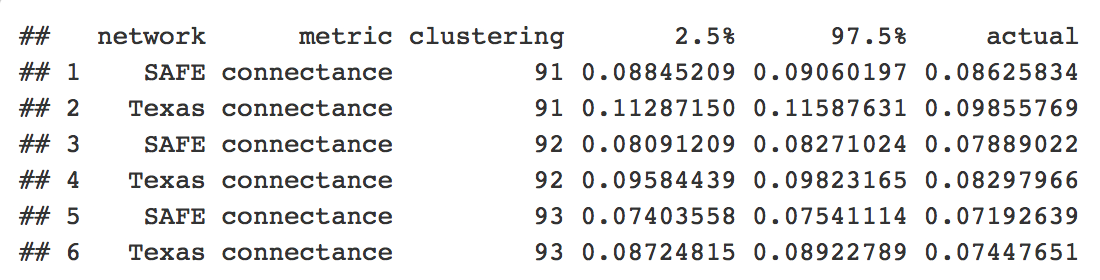 ##   network      metric clustering       2.5%      97.5%     actual
## 1    SAFE connectance         91 0.08845209 0.09060197 0.08625834
## 2   Texas connectance         91 0.11287150 0.11587631 0.09855769
## 3    SAFE connectance         92 0.08091209 0.08271024 0.07889022
## 4   Texas connectance         92 0.09584439 0.09823165 0.08297966
## 5    SAFE connectance         93 0.07403558 0.07541114 0.07192639
## 6   Texas connectance         93 0.08724815 0.08922789 0.07447651